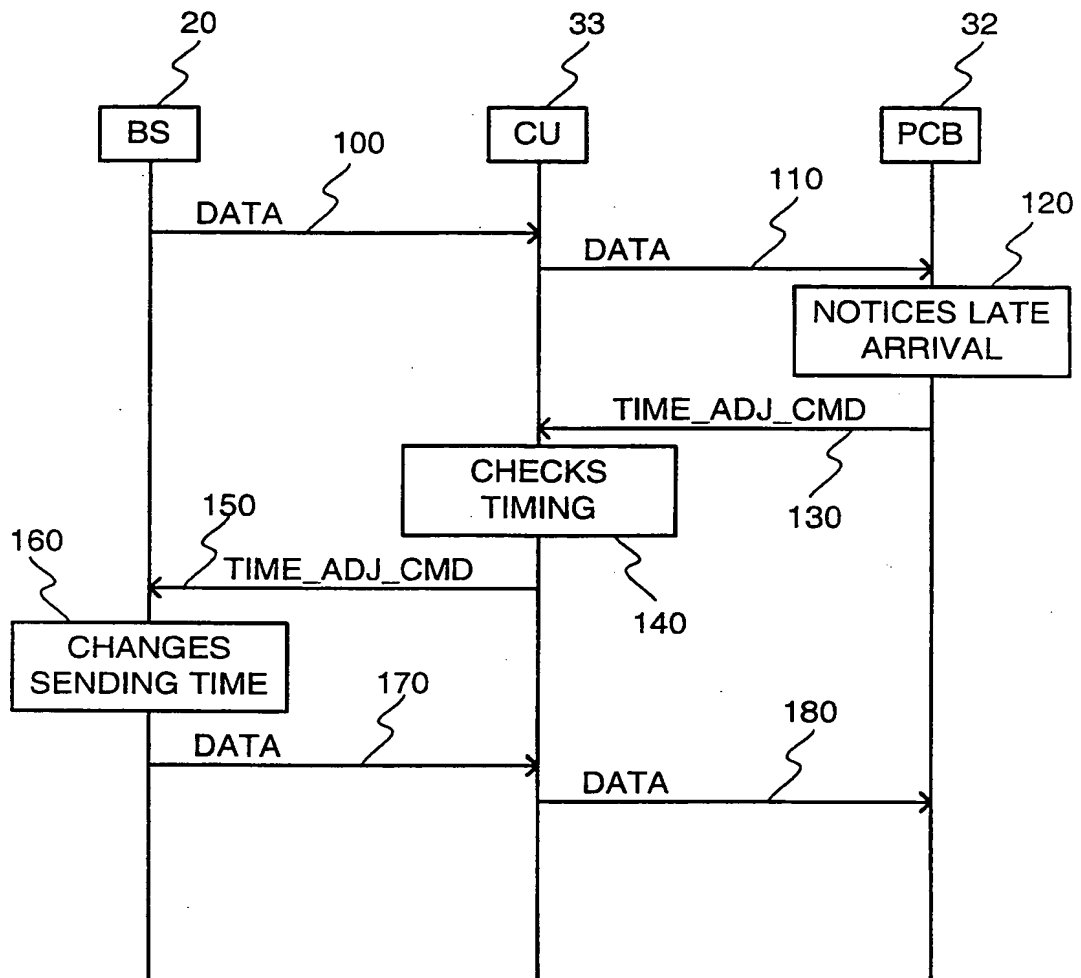 20
33
32
BS
CU
PCB
100
DATA
110
DATA
120
NOTICES LATE
ARRIVAL
TIME_ADJ_CMD
130
CHECKS
TIMING
140
150
TIME_ADJ_CMD
160
CHANGES
SENDING TIME
170
DATA
180
DATA